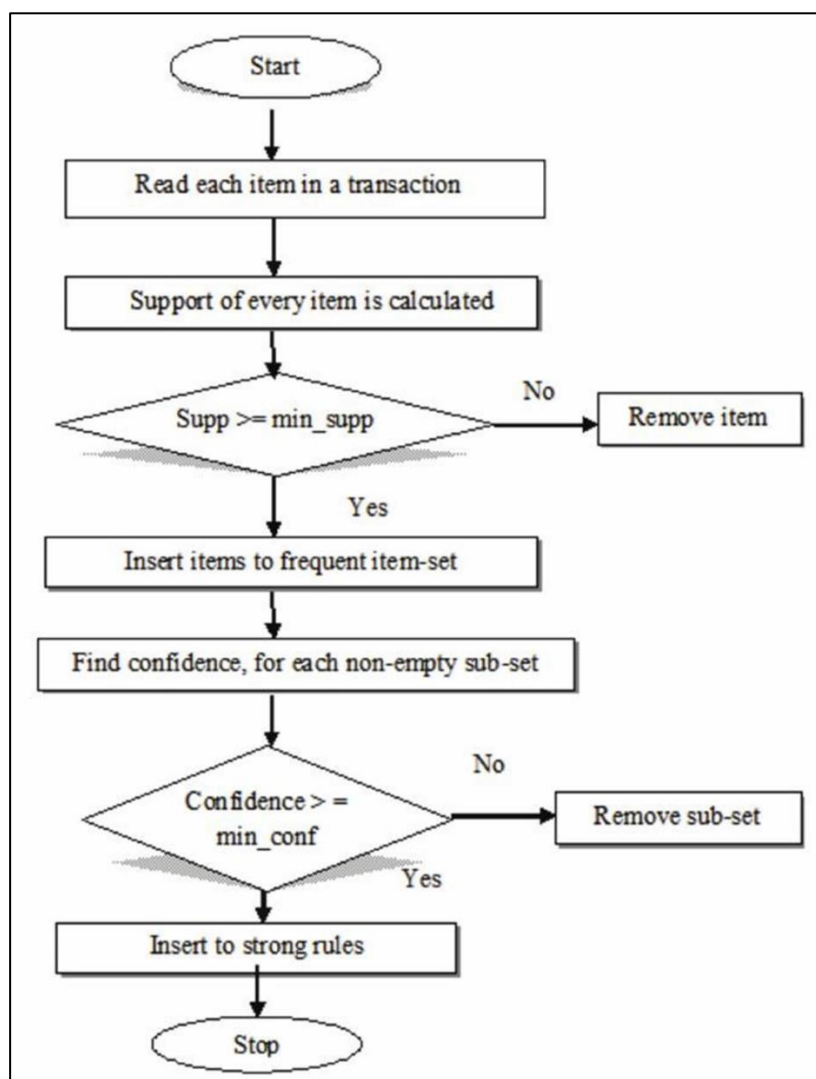 Start
Read each item in a transaction
Support of every item is calculated
Supp >= min_supp
No
Remove item
Yes
Insert items to frequent item-set
Find confidence, for each non-empty sub-set
Confidence > =
min_conf
No
Remove sub-set
Yes
Insert to strong rules
Stop